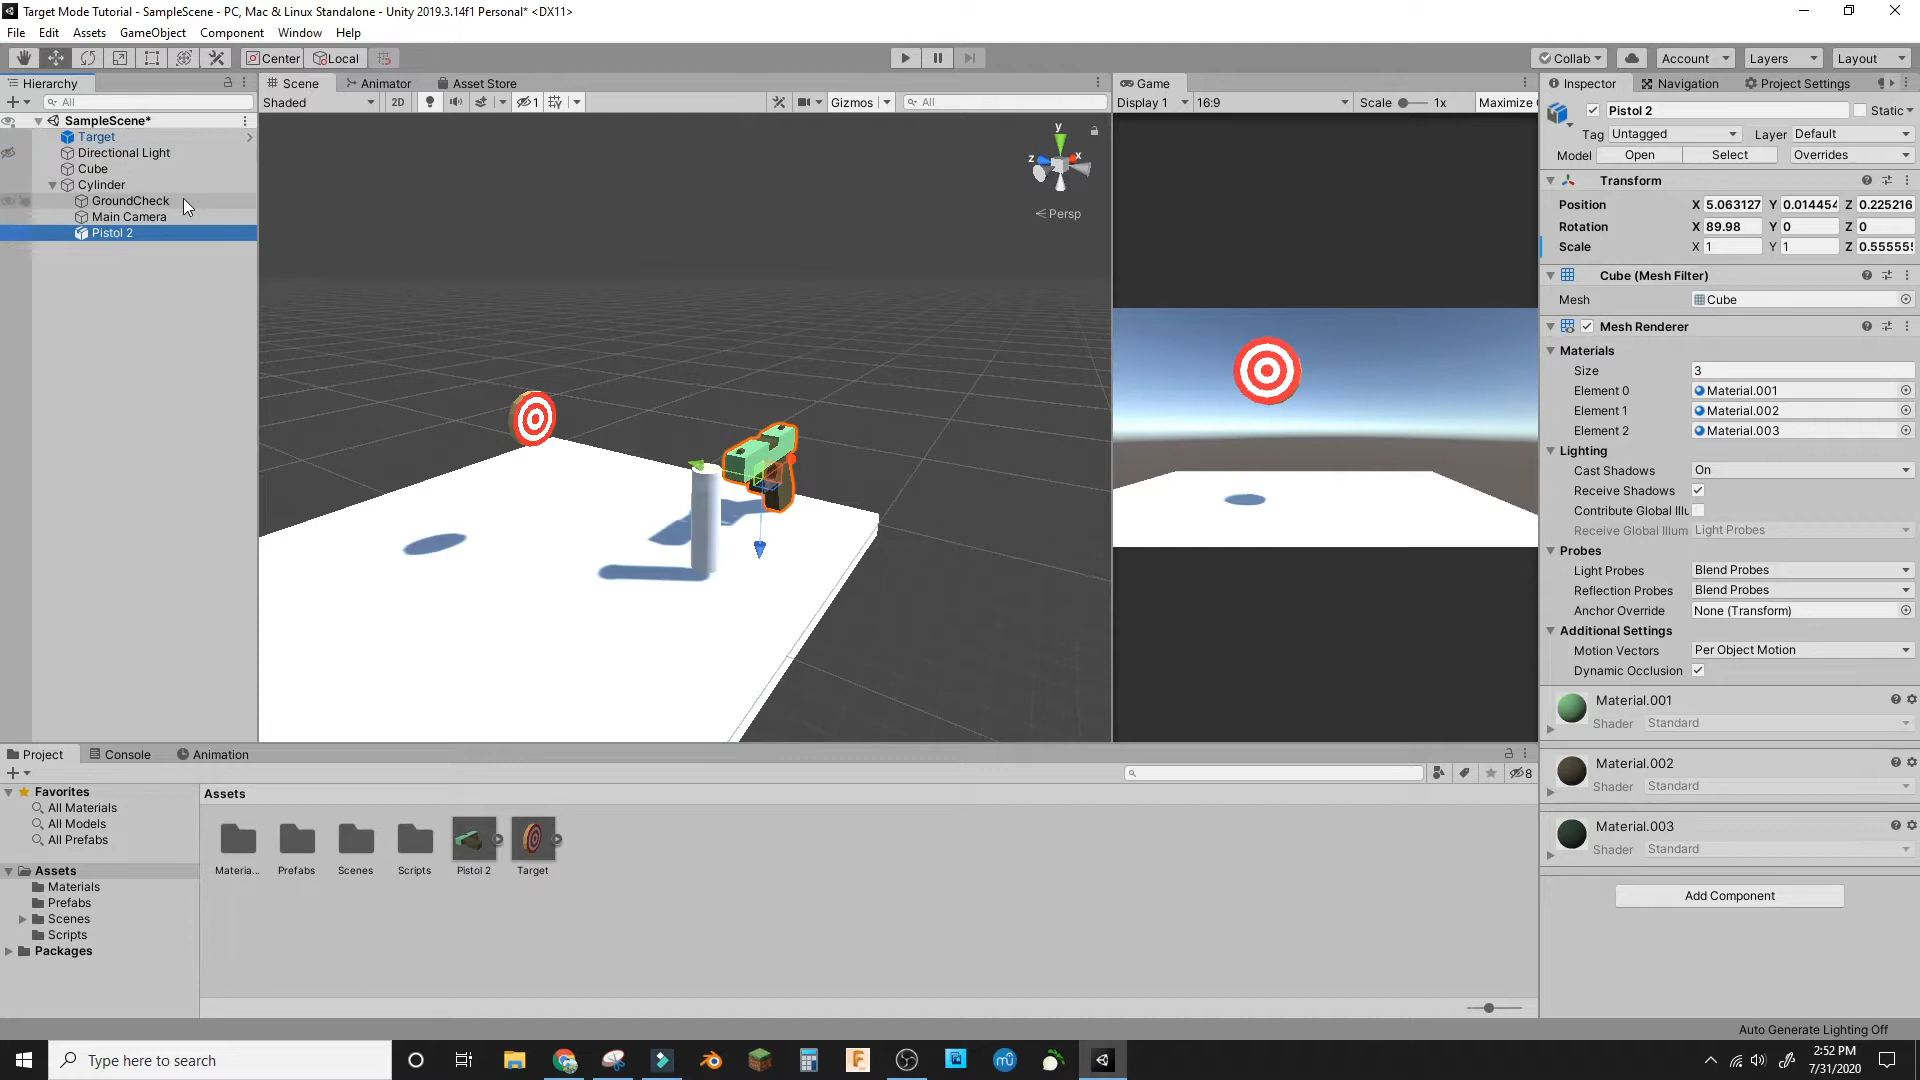 Target Mode Tutorial - SampleScene - PC, Mac & Linux Standalone - Unity 2019.3.14f1 Personal* <DX11>
File Edit Assets GameObject Component Window Help
Center Local Collab Account Layers Layout
Hierarchy
All
SampleScene*
Target
Directional Light
Cube
Cylinder
GroundCheck
Main Camera
Pistol 2
Scene Animator Asset Store
Shaded 2D 1 Gizmos All
y
z x
Persp
Game
Display 1 16:9 Scale 1x Maximize
Inspector Navigation Project Settings
Pistol 2 Static
Tag Untagged Layer Default
Model Open Select Overrides
Transform
Position X 5.063127 Y 0.014454 Z 0.225216
Rotation X 89.98 Y 0 Z 0
Scale X 1 Y 1 Z 0.555555
Cube (Mesh Filter)
Mesh Cube
Mesh Renderer
Materials
Size 3
Element 0 Material.001
Element 1 Material.002
Element 2 Material.003
Lighting
Cast Shadows On
Receive Shadows
Contribute Global Illu
Receive Global Illum Light Probes
Probes
Light Probes Blend Probes
Reflection Probes Blend Probes
Anchor Override None (Transform)
Additional Settings
Motion Vectors Per Object Motion
Dynamic Occlusion
Material.001
Shader Standard
Material.002
Shader Standard
Material.003
Shader Standard
Add Component
Project Console Animation
8
Favorites
All Materials
All Models
All Prefabs
Assets
Materials
Prefabs
Scenes
Scripts
Packages
Assets
Materia... Prefabs Scenes Scripts Pistol 2 Target
Auto Generate Lighting Off
Type here to search
2:52 PM
7/31/2020